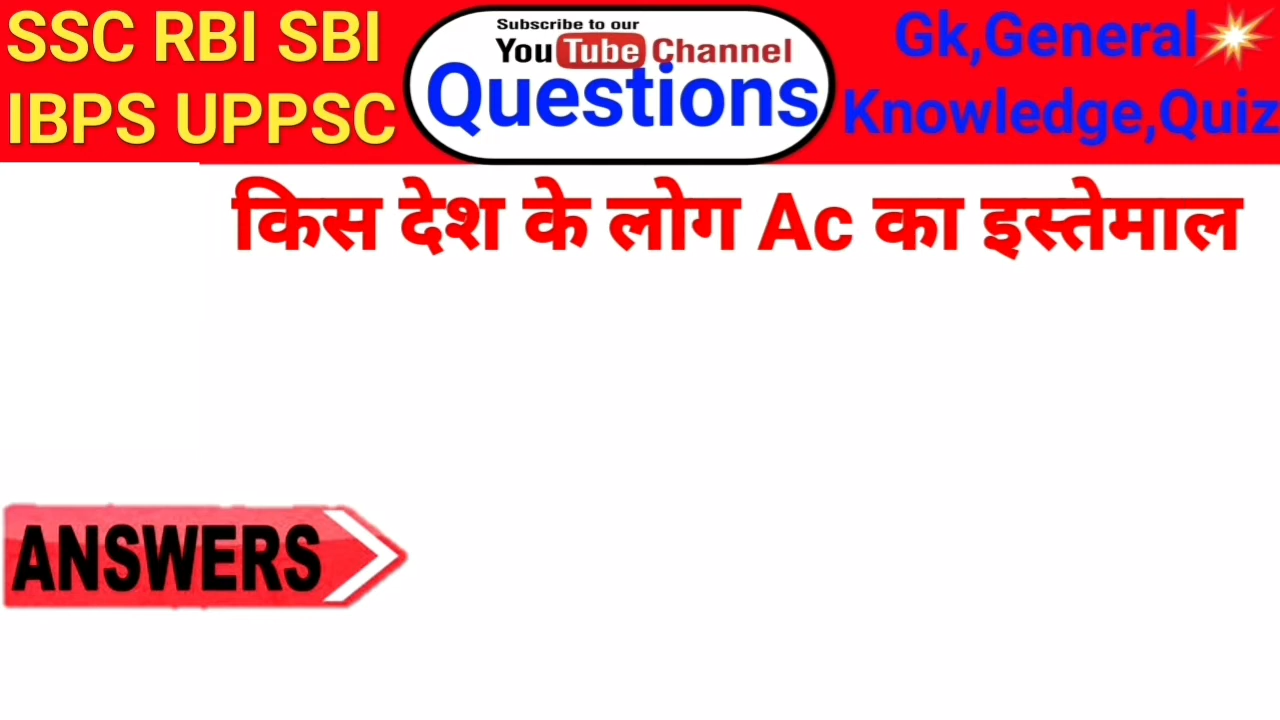 SSC RBI SBI
IBPS UPPSC
Subscribe to our
YouTube Channel
Questions
Gk,General
Knowledge,Quiz
किस देश के लोग Ac का इस्तेमाल
ANSWERS